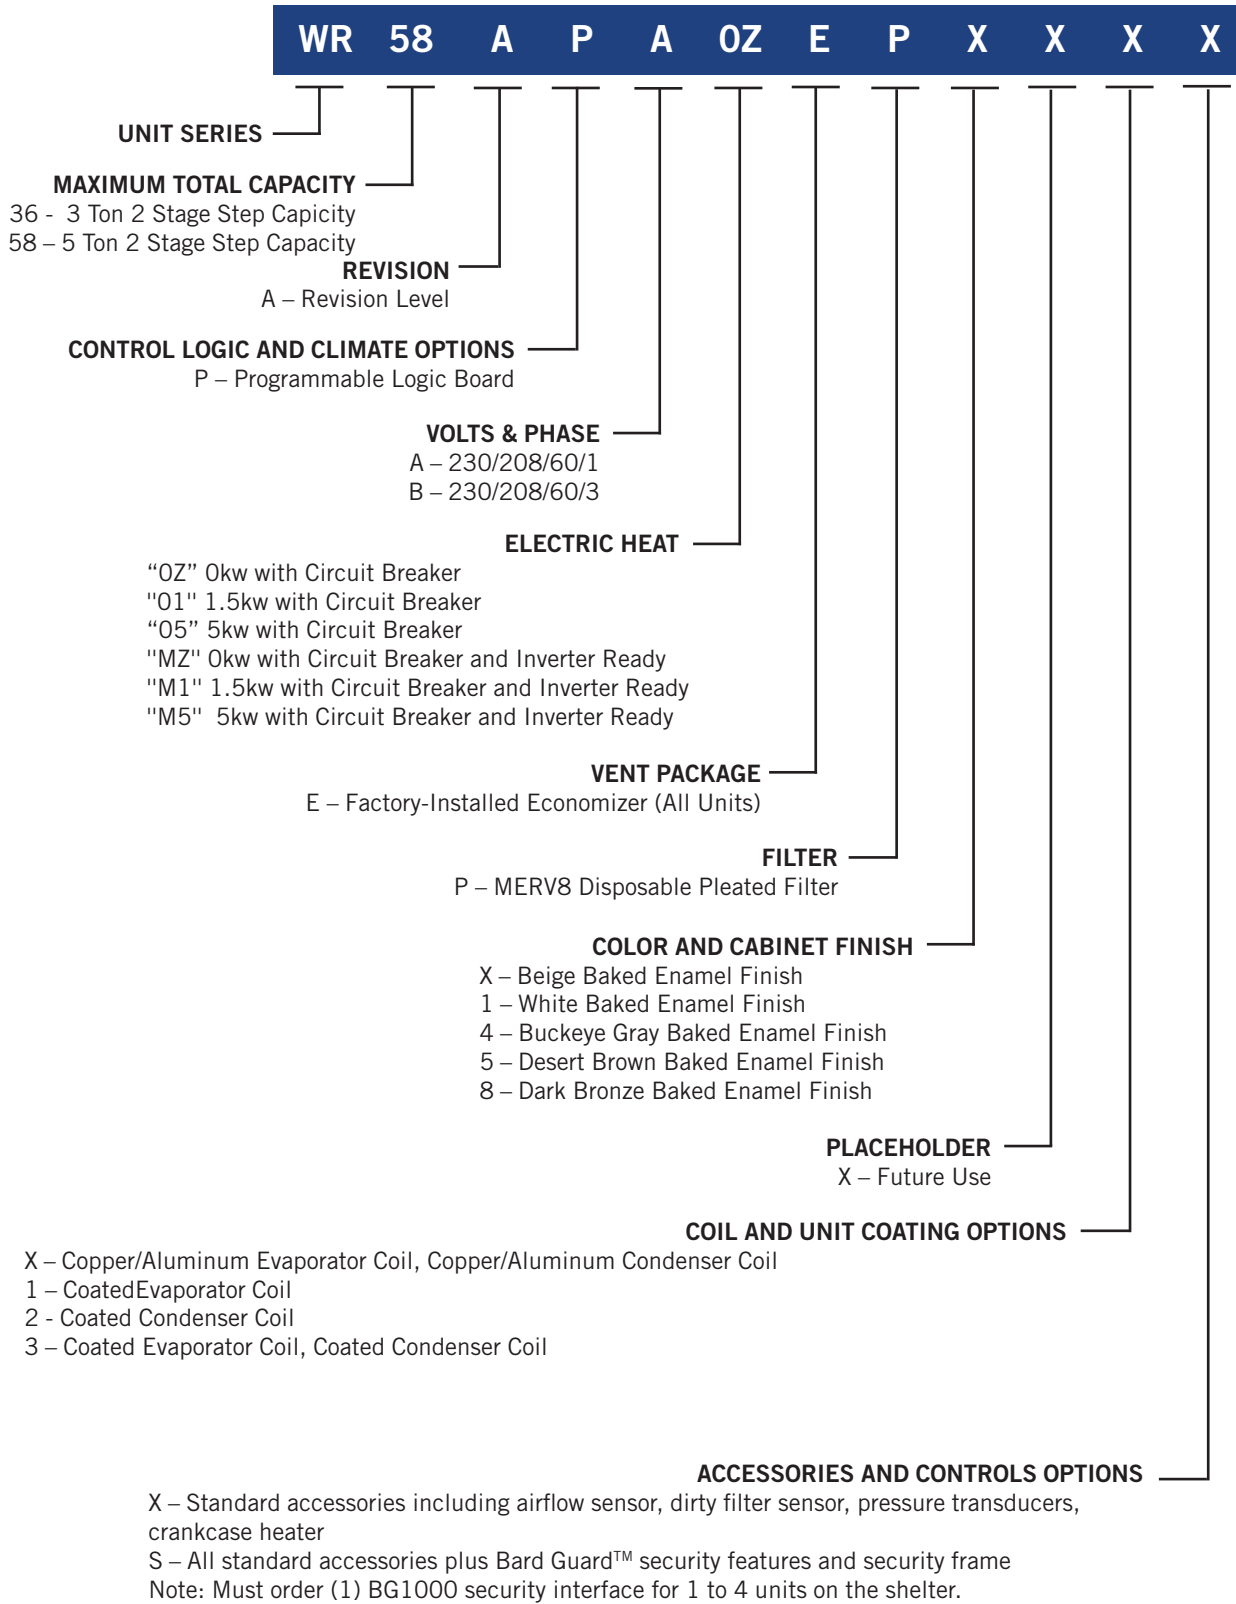 WR 58 A P A 0Z E P X X X X
UNIT SERIES
MAXIMUM TOTAL CAPACITY
36 - 3 Ton 2 Stage Step Capicity
58 – 5 Ton 2 Stage Step Capacity
REVISION
A – Revision Level
CONTROL LOGIC AND CLIMATE OPTIONS
P – Programmable Logic Board
VOLTS & PHASE
A – 230/208/60/1
B – 230/208/60/3
ELECTRIC HEAT
“0Z” 0kw with Circuit Breaker
"01" 1.5kw with Circuit Breaker
“05” 5kw with Circuit Breaker
"MZ" 0kw with Circuit Breaker and Inverter Ready
"M1" 1.5kw with Circuit Breaker and Inverter Ready
"M5" 5kw with Circuit Breaker and Inverter Ready
VENT PACKAGE
E – Factory-Installed Economizer (All Units)
FILTER
P – MERV8 Disposable Pleated Filter
COLOR AND CABINET FINISH
X – Beige Baked Enamel Finish
1 – White Baked Enamel Finish
4 – Buckeye Gray Baked Enamel Finish
5 – Desert Brown Baked Enamel Finish
8 – Dark Bronze Baked Enamel Finish
PLACEHOLDER
X – Future Use
COIL AND UNIT COATING OPTIONS
X – Copper/Aluminum Evaporator Coil, Copper/Aluminum Condenser Coil
1 – CoatedEvaporator Coil
2 - Coated Condenser Coil
3 – Coated Evaporator Coil, Coated Condenser Coil
ACCESSORIES AND CONTROLS OPTIONS
X – Standard accessories including airflow sensor, dirty filter sensor, pressure transducers,
crankcase heater
S – All standard accessories plus Bard Guard™ security features and security frame
Note: Must order (1) BG1000 security interface for 1 to 4 units on the shelter.